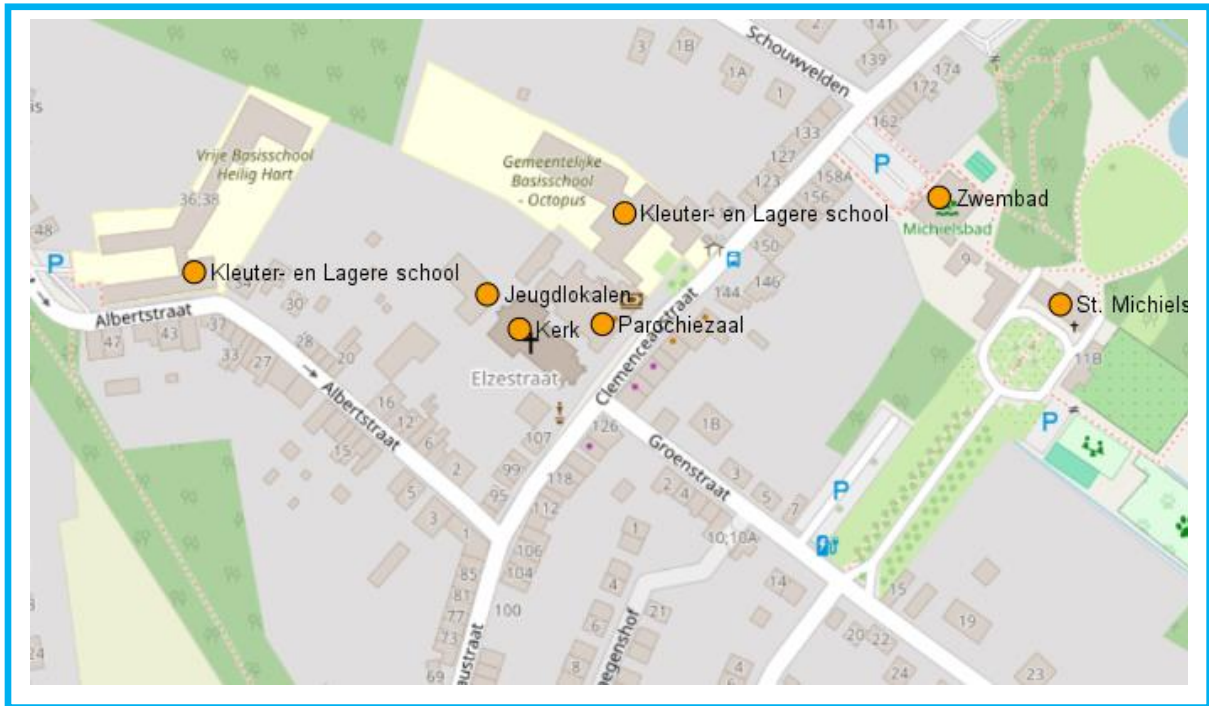 Schouwvelden
3
1B
1A
1
2
141
139
174
172
162
133
127
123
158A
156
150
146
144
P
Vrije Basisschool
Heilig Hart
36;38
Gemeentelijke
Basisschool
- Octopus
Kleuter- en Lagere school
Zwembad
Michielsbad
9
48
P
Kleuter- en Lagere school
34
30
Jeugdlokalen
Kerk
Parochiezaal
St. Michiels
11B
Elzestraat
Clemenceaustraat
Albertstraat
47
43
37
33
27
28
20
Albertstraat
16
12
6
2
15
5
3
1
107
99
95
126
118
112
106
104
100
85
81
77
73
69
1B
Groenstraat
3
5
7
2
4
10;10A
P
P
1
4
6
8
21
14
15
19
20
22
24
23
4
6
24
austraat
egenshof